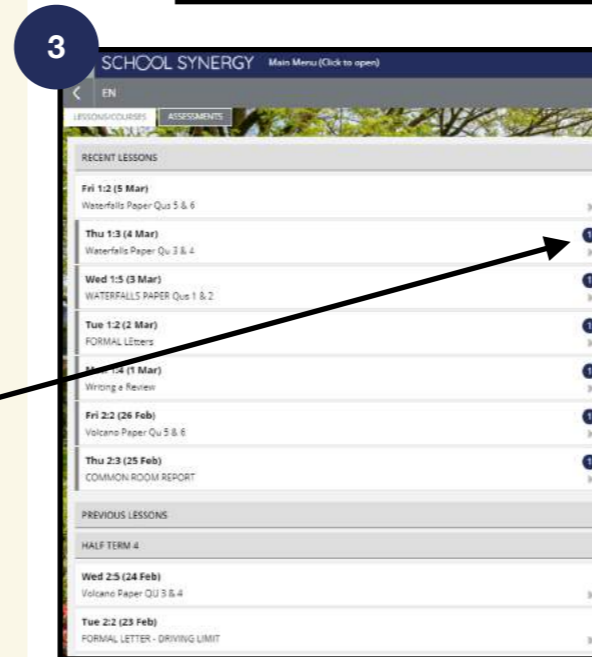 3
SCHOOL SYNERGY Main Menu (Click to open)
EN
LESSONS/COURSES ASSESSMENTS
RECENT LESSONS
Fri 1:2 (5 Mar)
Waterfalls Paper Qus 5 & 6
Thu 1:3 (4 Mar)
Waterfalls Paper Qu 3 & 4
Wed 1:5 (3 Mar)
WATERFALLS PAPER Qus 1 & 2
Tue 1:2 (2 Mar)
FORMAL LEtters
1:4 (1 Mar)
Writing a Review
Fri 2:2 (26 Feb)
Volcano Paper Qu 5 & 6
Thu 2:3 (25 Feb)
COMMON ROOM REPORT
PREVIOUS LESSONS
HALF TERM 4
Wed 2:5 (24 Feb)
Volcano Paper QU 3 & 4
Tue 2:2 (23 Feb)
FORMAL LETTER - DRIVING LIMIT